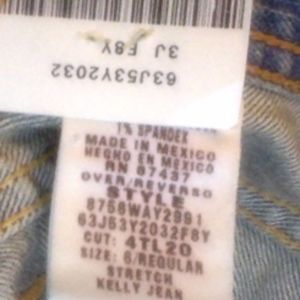 3J F8Y
63J53Y2032
1% SPANDEX
MADE IN MEXICO
HECHO EN MEXICO
RN 87437
OVER/REVERSO
STYLE
8758WAY2991
63J53Y2032F8Y
CUT: 4TL20
SIZE: 6/REGULAR
STRETCH
KELLY JEAN